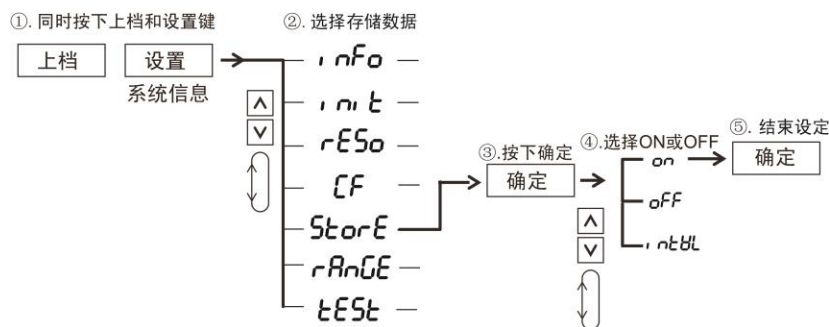 ①. 同时按下上档和设置键
②. 选择存储数据
上档
设置
系统信息
inFo
init
rESo
CF
StorE
rAnGE
tESt
③.按下确定
确定
④.选择ON或OFF
on
oFF
intVL
⑤. 结束设定
确定